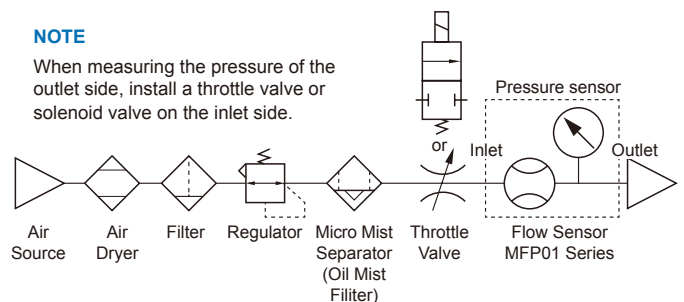 NOTE
When measuring the pressure of the
outlet side, install a throttle valve or
solenoid valve on the inlet side.
Pressure sensor
or
Inlet
Outlet
Air
Source
Air
Dryer
Filter
Regulator
Micro Mist
Separator
(Oil Mist
Filiter)
Throttle
Valve
Flow Sensor
MFP01 Series